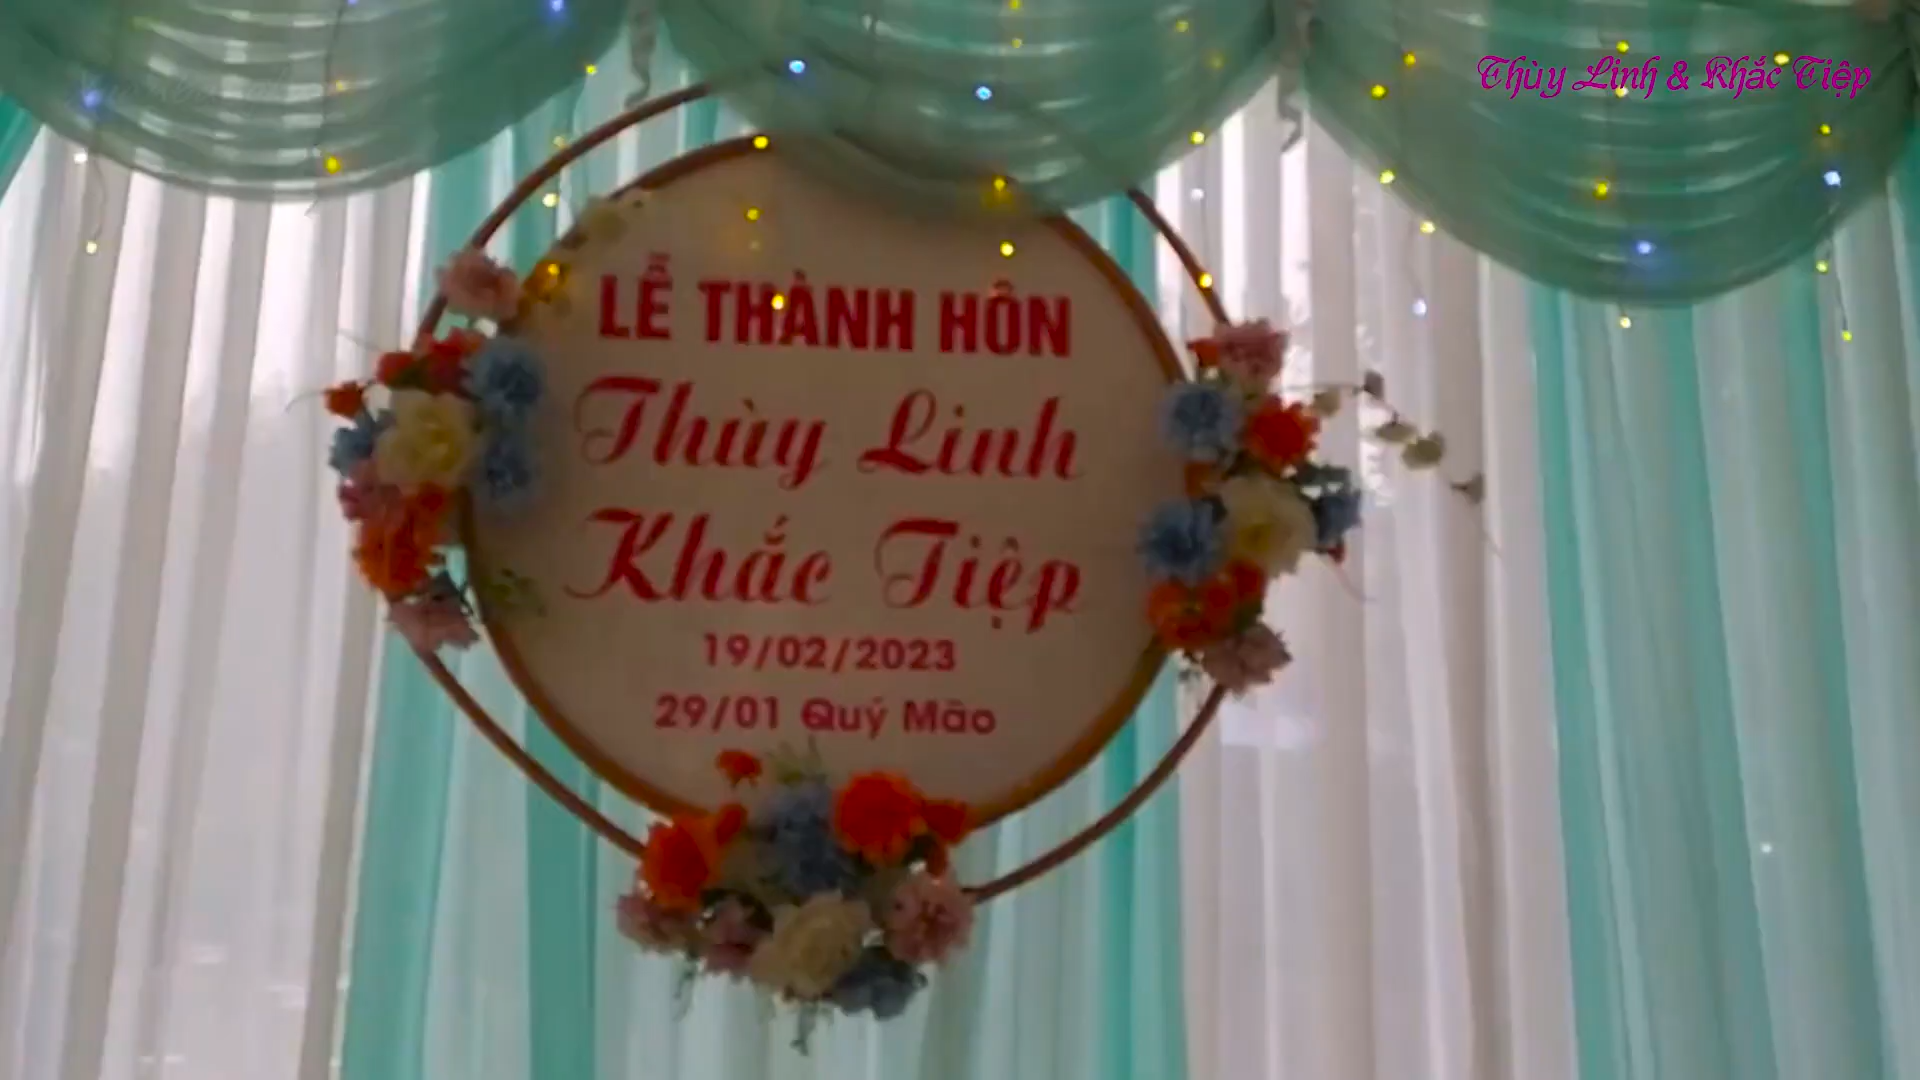 Thùy Linh & Khắc Tiệp
LỄ THÀNH HÔN
Thùy Linh
Khắc Tiệp
19/02/2023
29/01 Quý Mão